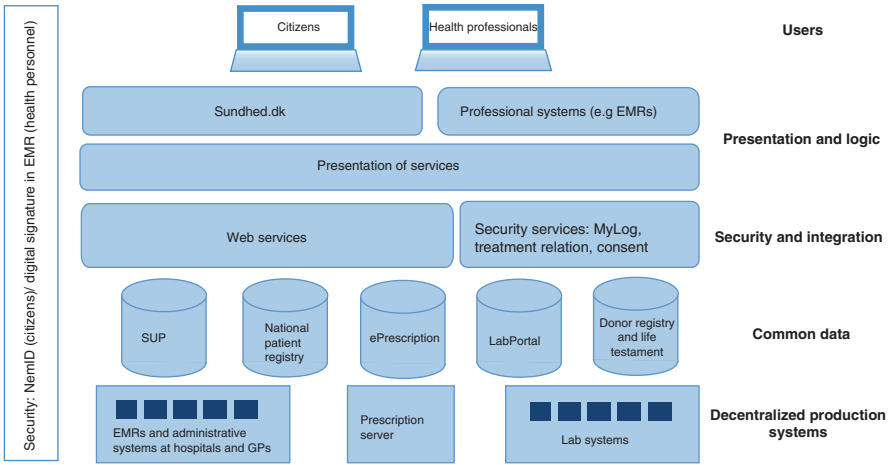 Security: NemID (citizens)/ digital signature in EMR (health personnel)
Citizens
Health professionals
Users
Sundhed.dk
Professional systems (e.g EMRs)
Presentation and logic
Presentation of services
Web services
Security services: MyLog,
treatment relation, consent
Security and integration
SUP
National
patient
registry
ePrescription
LabPortal
Donor registry
and life
testament
Common data
EMRs and administrative
systems at hospitals and GPs
Prescription
server
Lab systems
Decentralized production
systems